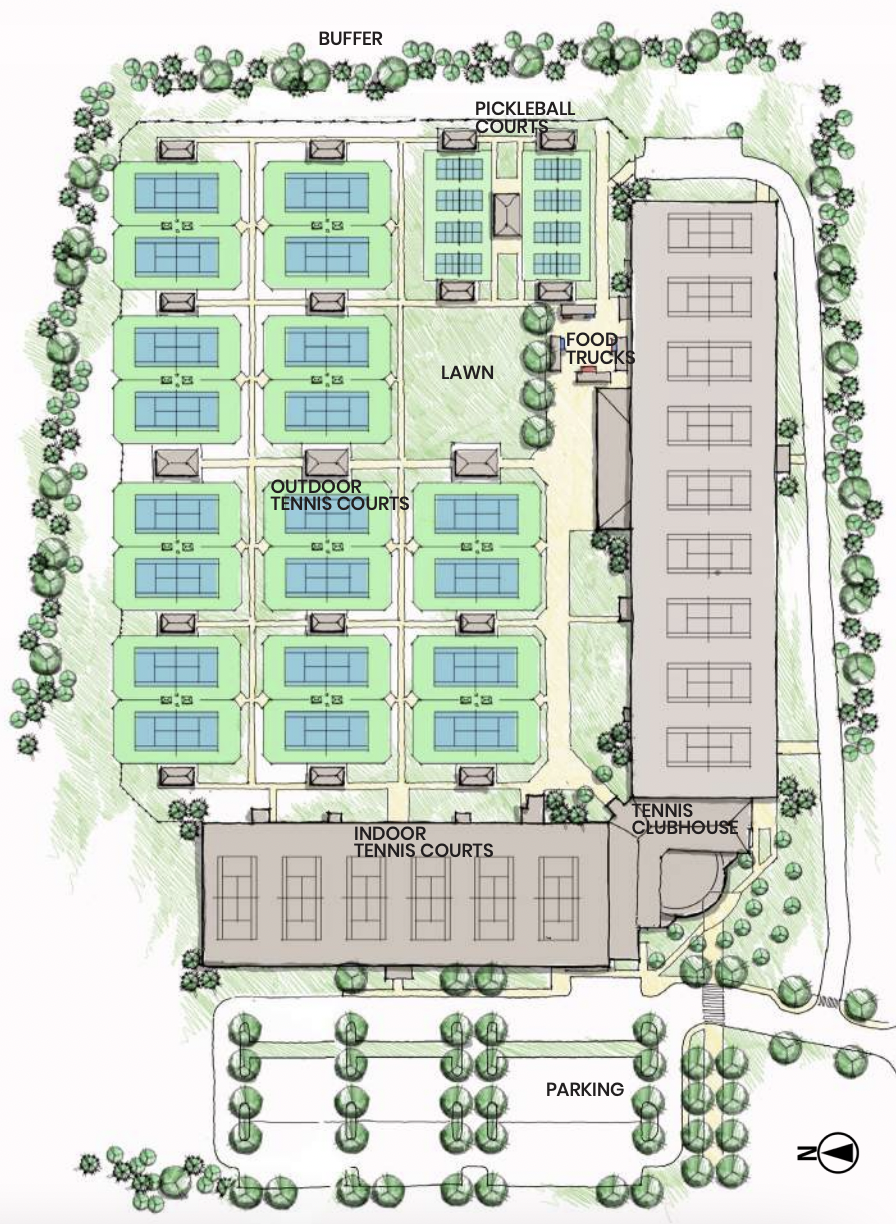 BUFFER
PICKLEBALL
COURTS
FOOD
TRUCKS
LAWN
OUTDOOR
TENNIS COURTS
TENNIS
CLUBHOUSE
INDOOR
TENNIS COURTS
PARKING
N